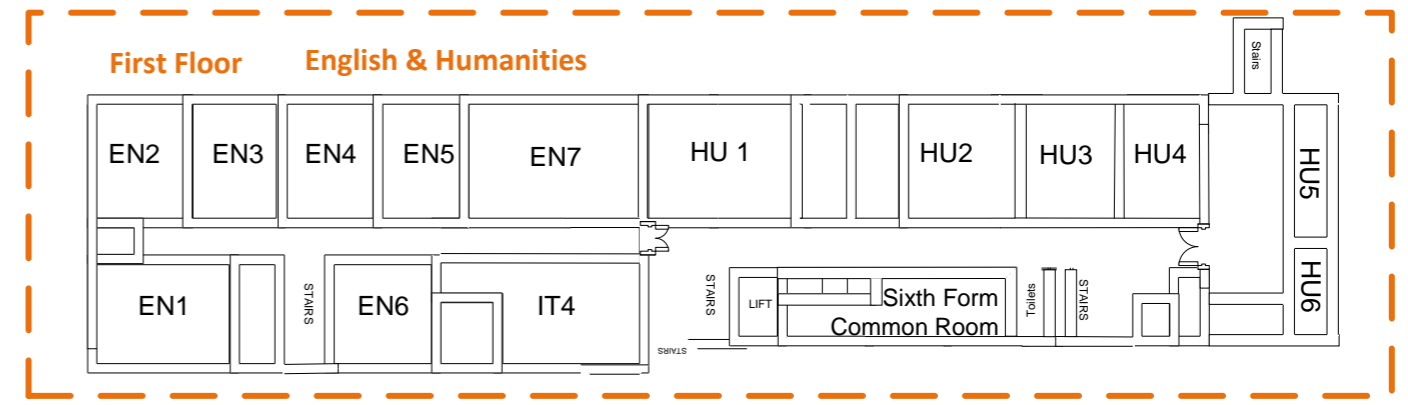 First Floor English & Humanities
Stairs
EN2 EN3 EN4 EN5 EN7 HU 1 HU2 HU3 HU4 HU5
EN1 STAIRS EN6 IT4 STAIRS LIFT Sixth Form Toilets STAIRS HU6
Common Room
STAIRS